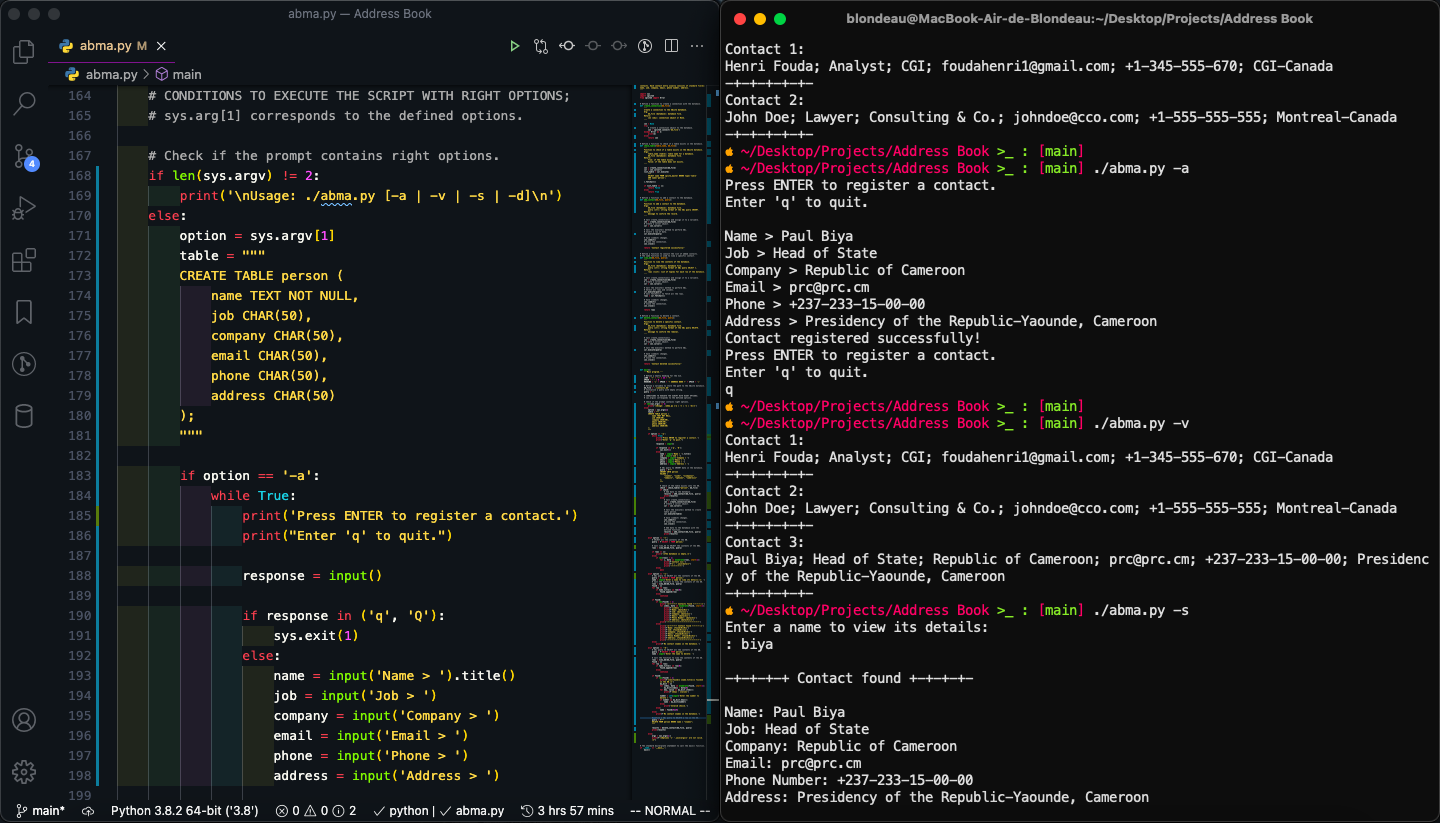 abma.py — Address Book
abma.py M
abma.py > main
164 # CONDITIONS TO EXECUTE THE SCRIPT WITH RIGHT OPTIONS;
165 # sys.arg[1] corresponds to the defined options.
166
167 # Check if the prompt contains right options.
168 if len(sys.argv) != 2:
169 print('\nUsage: ./abma.py [-a | -v | -s | -d]\n')
170 else:
171 option = sys.argv[1]
172 table = """
173 CREATE TABLE person (
174 name TEXT NOT NULL,
175 job CHAR(50),
176 company CHAR(50),
177 email CHAR(50),
178 phone CHAR(50),
179 address CHAR(50)
180 );
181 """
182
183 if option == '-a':
184 while True:
185 print('Press ENTER to register a contact.')
186 print("Enter 'q' to quit.")
187
188 response = input()
189
190 if response in ('q', 'Q'):
191 sys.exit(1)
192 else:
193 name = input('Name > ').title()
194 job = input('Job > ')
195 company = input('Company > ')
196 email = input('Email > ')
197 phone = input('Phone > ')
198 address = input('Address > ')
199
4
main* Python 3.8.2 64-bit ('3.8') 0 0 2 python | abma.py 3 hrs 57 mins -- NORMAL --
blondeau@MacBook-Air-de-Blondeau:~/Desktop/Projects/Address Book
Contact 1:
Henri Fouda; Analyst; CGI; foudahenri1@gmail.com; +1-345-555-670; CGI-Canada
-+-+-+-+-+-
Contact 2:
John Doe; Lawyer; Consulting & Co.; johndoe@cco.com; +1-555-555-555; Montreal-Canada
-+-+-+-+-+-
~/Desktop/Projects/Address Book >_ : [main]
~/Desktop/Projects/Address Book >_ : [main] ./abma.py -a
Press ENTER to register a contact.
Enter 'q' to quit.

Name > Paul Biya
Job > Head of State
Company > Republic of Cameroon
Email > prc@prc.cm
Phone > +237-233-15-00-00
Address > Presidency of the Republic-Yaounde, Cameroon
Contact registered successfully!
Press ENTER to register a contact.
Enter 'q' to quit.
q
~/Desktop/Projects/Address Book >_ : [main]
~/Desktop/Projects/Address Book >_ : [main] ./abma.py -v
Contact 1:
Henri Fouda; Analyst; CGI; foudahenri1@gmail.com; +1-345-555-670; CGI-Canada
-+-+-+-+-+-
Contact 2:
John Doe; Lawyer; Consulting & Co.; johndoe@cco.com; +1-555-555-555; Montreal-Canada
-+-+-+-+-+-
Contact 3:
Paul Biya; Head of State; Republic of Cameroon; prc@prc.cm; +237-233-15-00-00; Presidenc
y of the Republic-Yaounde, Cameroon
-+-+-+-+-+-
~/Desktop/Projects/Address Book >_ : [main] ./abma.py -s
Enter a name to view its details:
: biya

-+-+-+-+ Contact found +-+-+-+-

Name: Paul Biya
Job: Head of State
Company: Republic of Cameroon
Email: prc@prc.cm
Phone Number: +237-233-15-00-00
Address: Presidency of the Republic-Yaounde, Cameroon